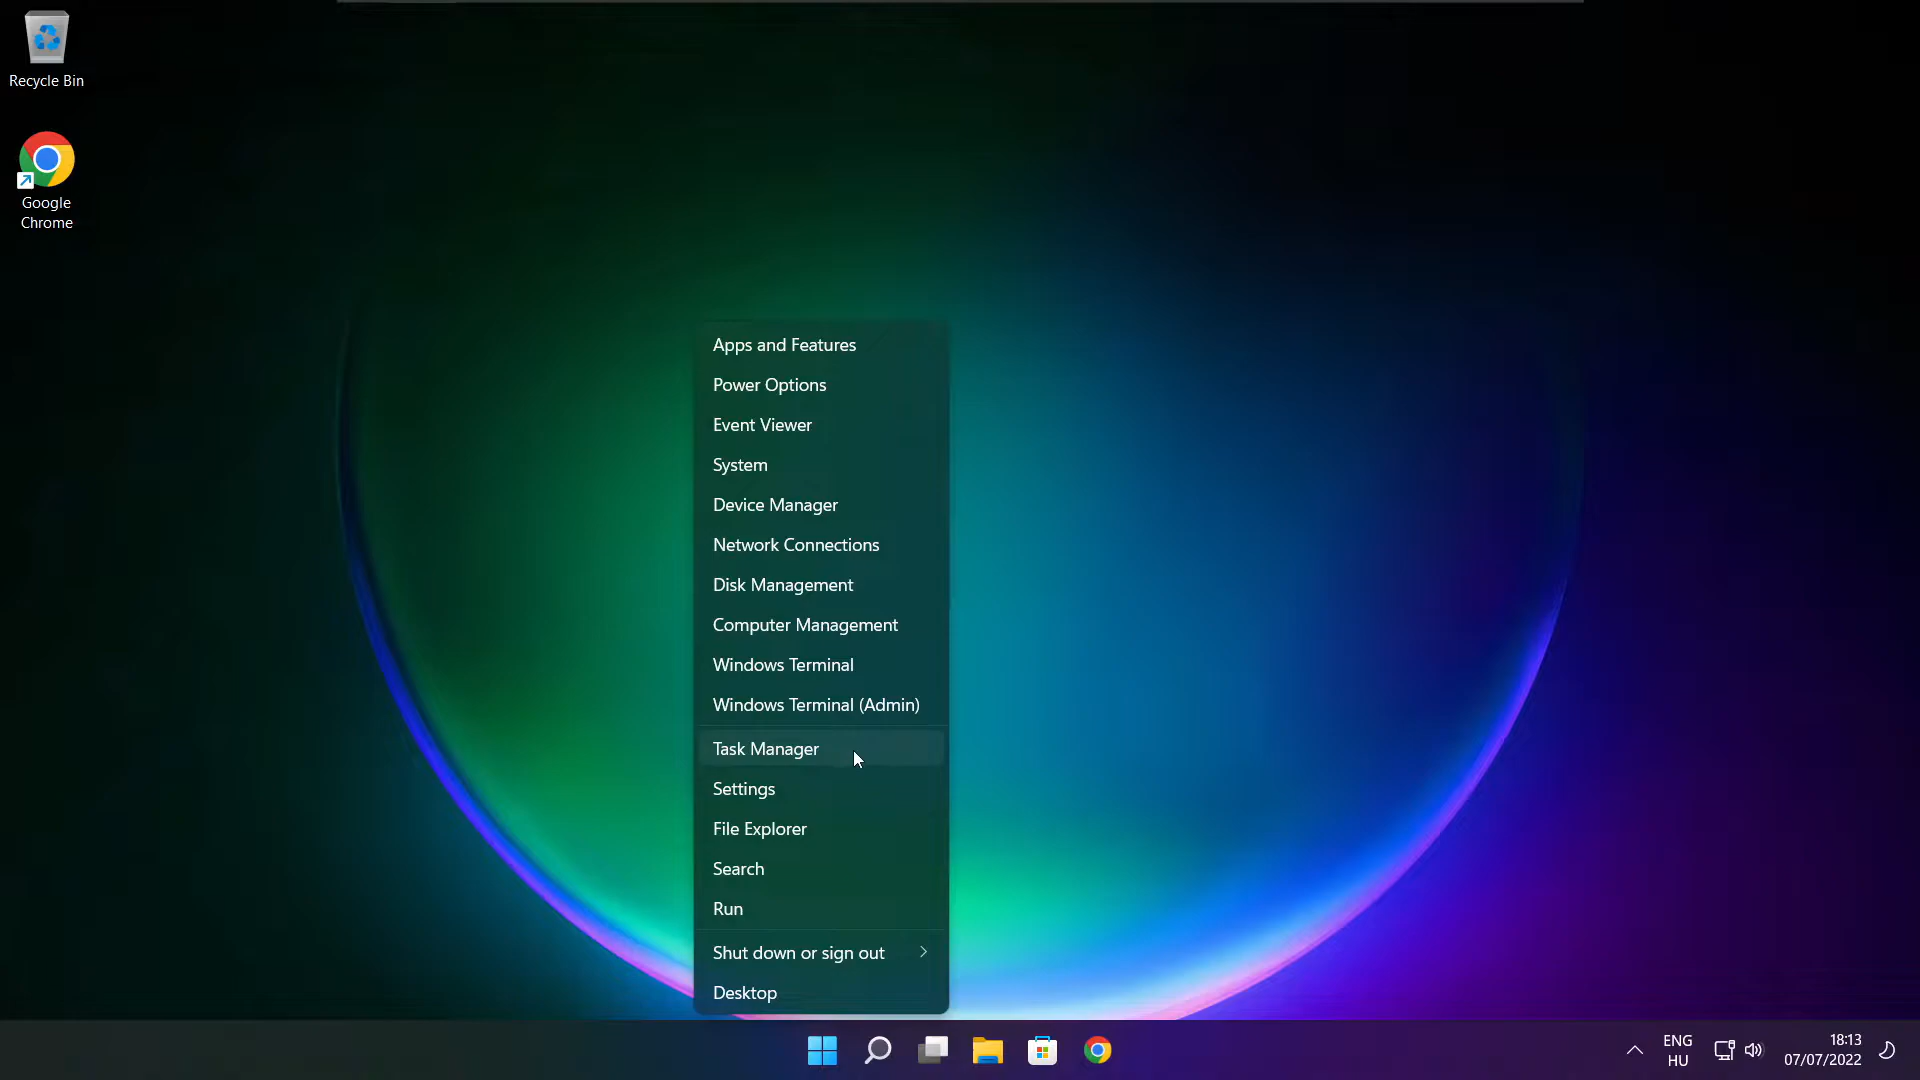 Recycle Bin
Google
Chrome
Apps and Features
Power Options
Event Viewer
System
Device Manager
Network Connections
Disk Management
Computer Management
Windows Terminal
Windows Terminal (Admin)
Task Manager
Settings
File Explorer
Search
Run
Shut down or sign out
Desktop
ENG
HU
18:13
07/07/2022